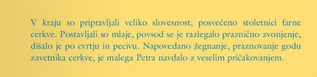 V kraju so pripravljali veliko slovesnost, posvečeno stoletnici farne
cerkve. Postavljali so mlaje, povsod se je razlegalo praznično zvonjenje,
dišalo je po cvrtju in pecivu. Napovedano žegnanje, praznovanje godu
zavetnika cerkve, je malega Petra navdalo z veselim pričakovanjem.